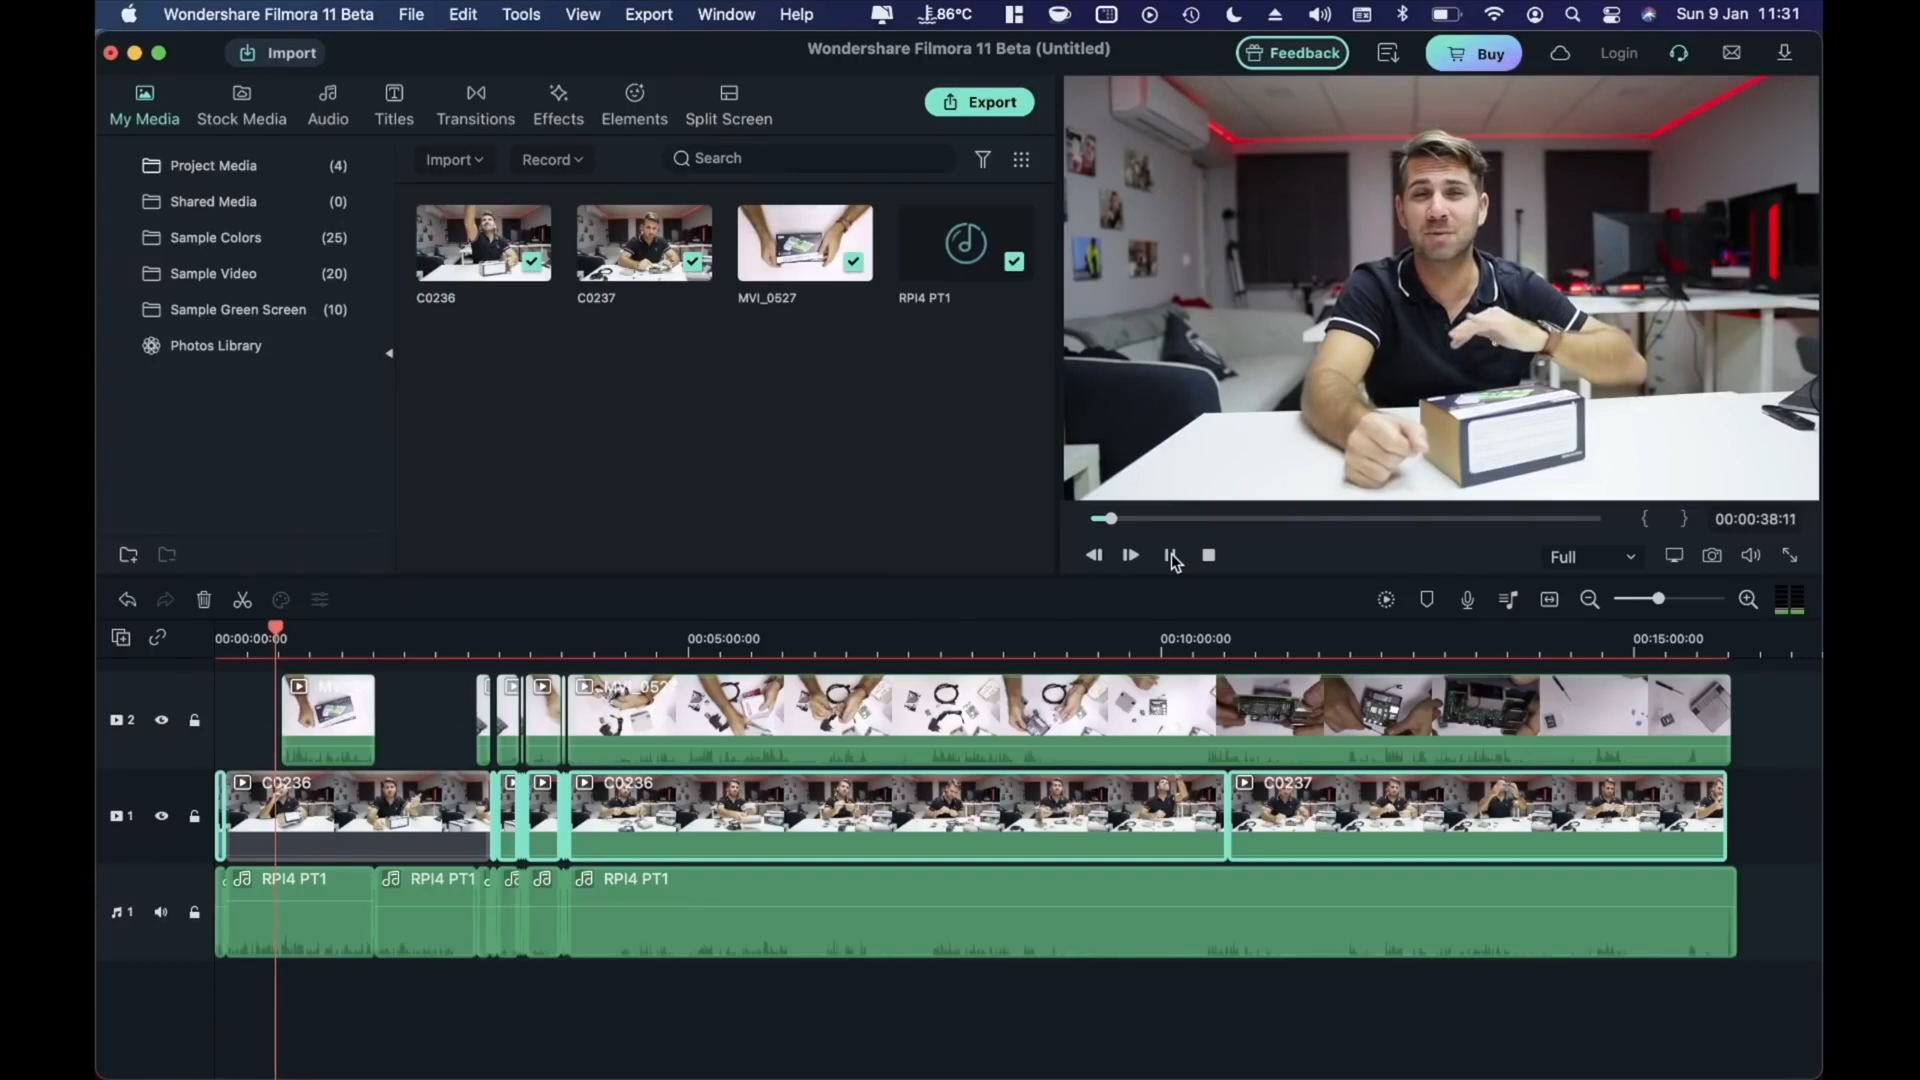 Wondershare Filmora 11 Beta File Edit Tools View Export Window Help 86°C Sun 9 Jan 11:31
Import Wondershare Filmora 11 Beta (Untitled) Feedback Buy Login
My Media Stock Media Audio Titles Transitions Effects Elements Split Screen Export
Import Record Search
Project Media (4)
Shared Media (0)
Sample Colors (25)
Sample Video (20)
Sample Green Screen (10)
Photos Library
C0236 C0237 MVI_0527 RPI4 PT1
{ } 00:00:38:11
Full
00:00:00:00 00:05:00:00 00:10:00:00 00:15:00:00
2 MVI_052
1 C0236 C0236 C0237
1 RPI4 PT1 RPI4 PT1 RPI4 PT1